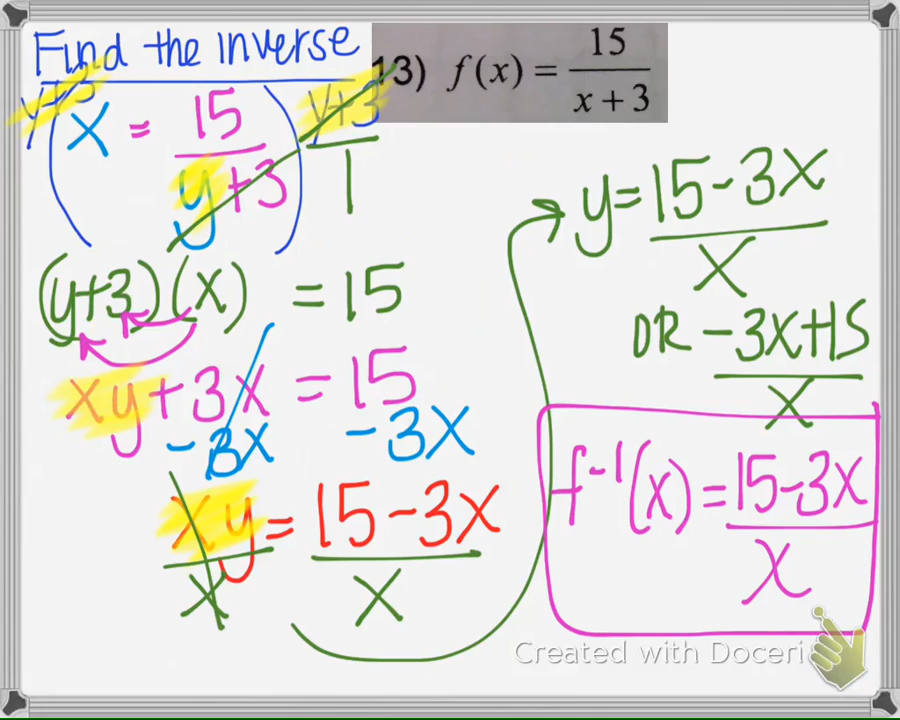 Find the inverse
13) f(x) = 15/(x + 3)
y+3 (x = 15/(y+3)) (y+3)/1
(y+3)(x) = 15
xy+3x = 15
-3x -3x
xy/x = (15-3x)/x
y = (15-3x)/x
OR (-3x+15)/x
f⁻¹(x) = (15-3x)/x
Created with Doceri